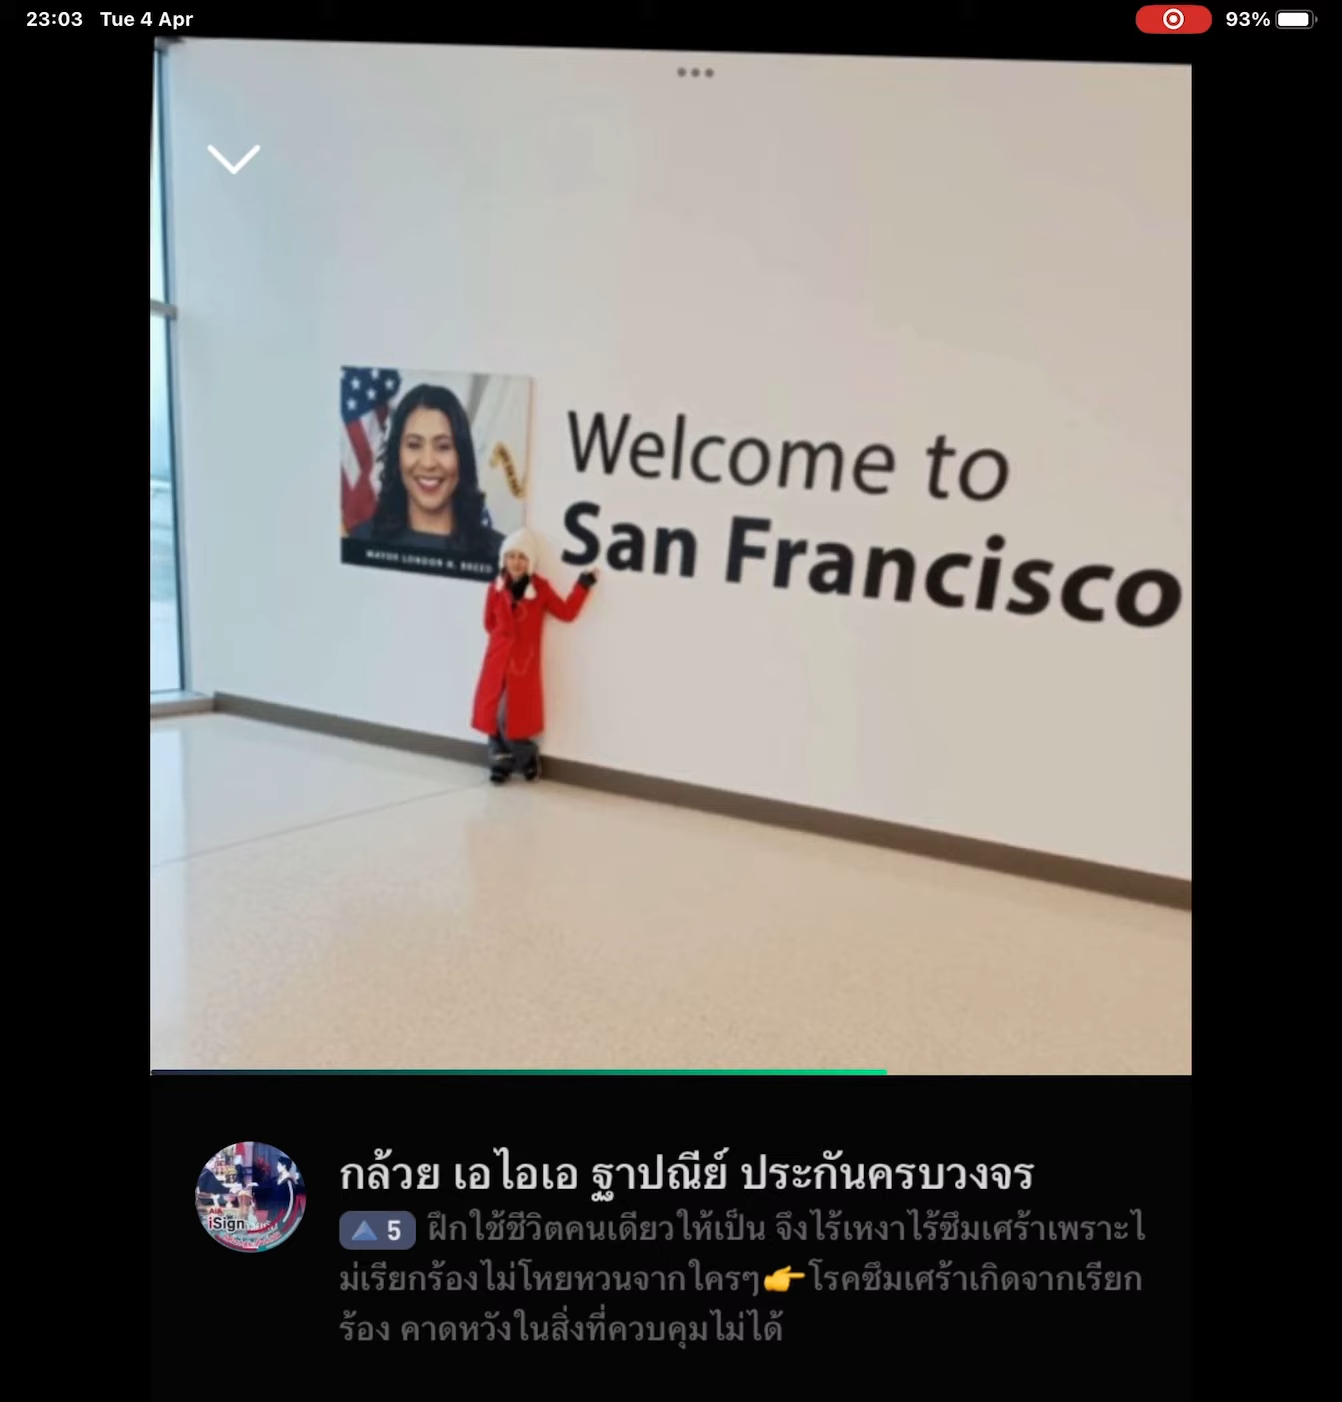 23:03 Tue 4 Apr
93%
Welcome to
San Francisco
MAYOR LONDON N. BREED
iSign
กล้วย เอไอเอ ฐาปณีย์ ประกันครบวงจร
5 ฝึกใช้ชีวิตคนเดียวให้เป็น จึงไร้เหงาไร้ซึมเศร้าเพราะไ
ม่เรียกร้องไม่โหยหวนจากใครๆ👉โรคซึมเศร้าเกิดจากเรียก
ร้อง คาดหวังในสิ่งที่ควบคุมไม่ได้